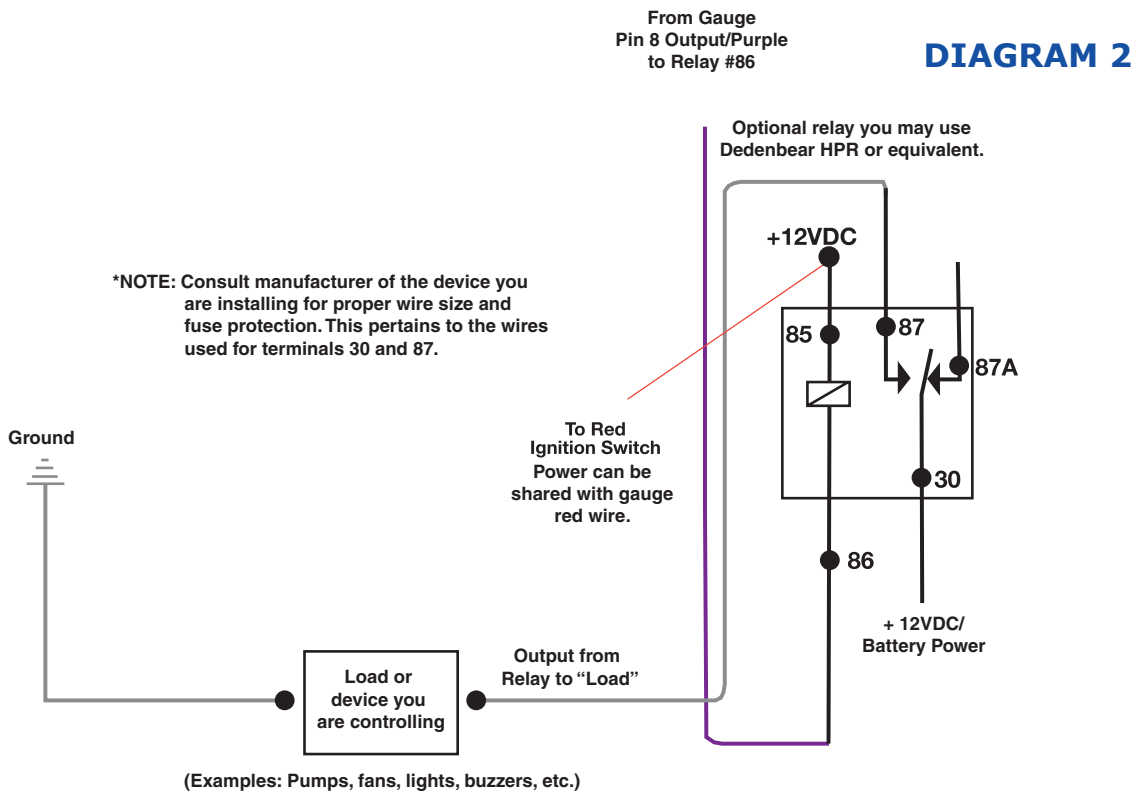 From Gauge
Pin 8 Output/Purple
to Relay #86
DIAGRAM 2
Optional relay you may use
Dedenbear HPR or equivalent.
+12VDC
*NOTE: Consult manufacturer of the device you
are installing for proper wire size and
fuse protection. This pertains to the wires
used for terminals 30 and 87.
85
87
87A
To Red
Ignition Switch
Power can be
shared with gauge
red wire.
Ground
30
86
+ 12VDC/
Battery Power
Output from
Relay to “Load”
Load or
device you
are controlling
(Examples: Pumps, fans, lights, buzzers, etc.)